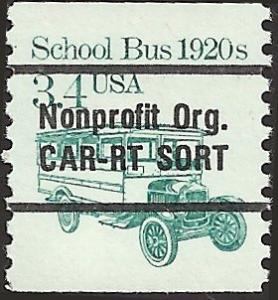 School Bus 1920s
3.4 USA
Nonprofit Org.
CAR-RT SORT